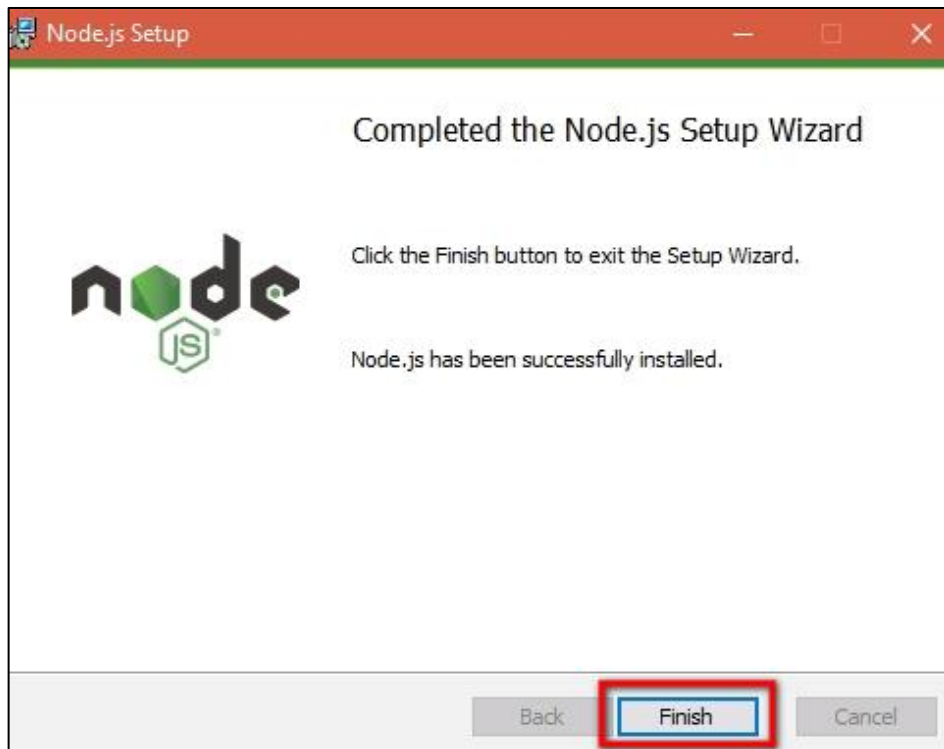 Node.js Setup
Completed the Node.js Setup Wizard
Click the Finish button to exit the Setup Wizard.
node
JS
Node.js has been successfully installed.
Back Finish Cancel